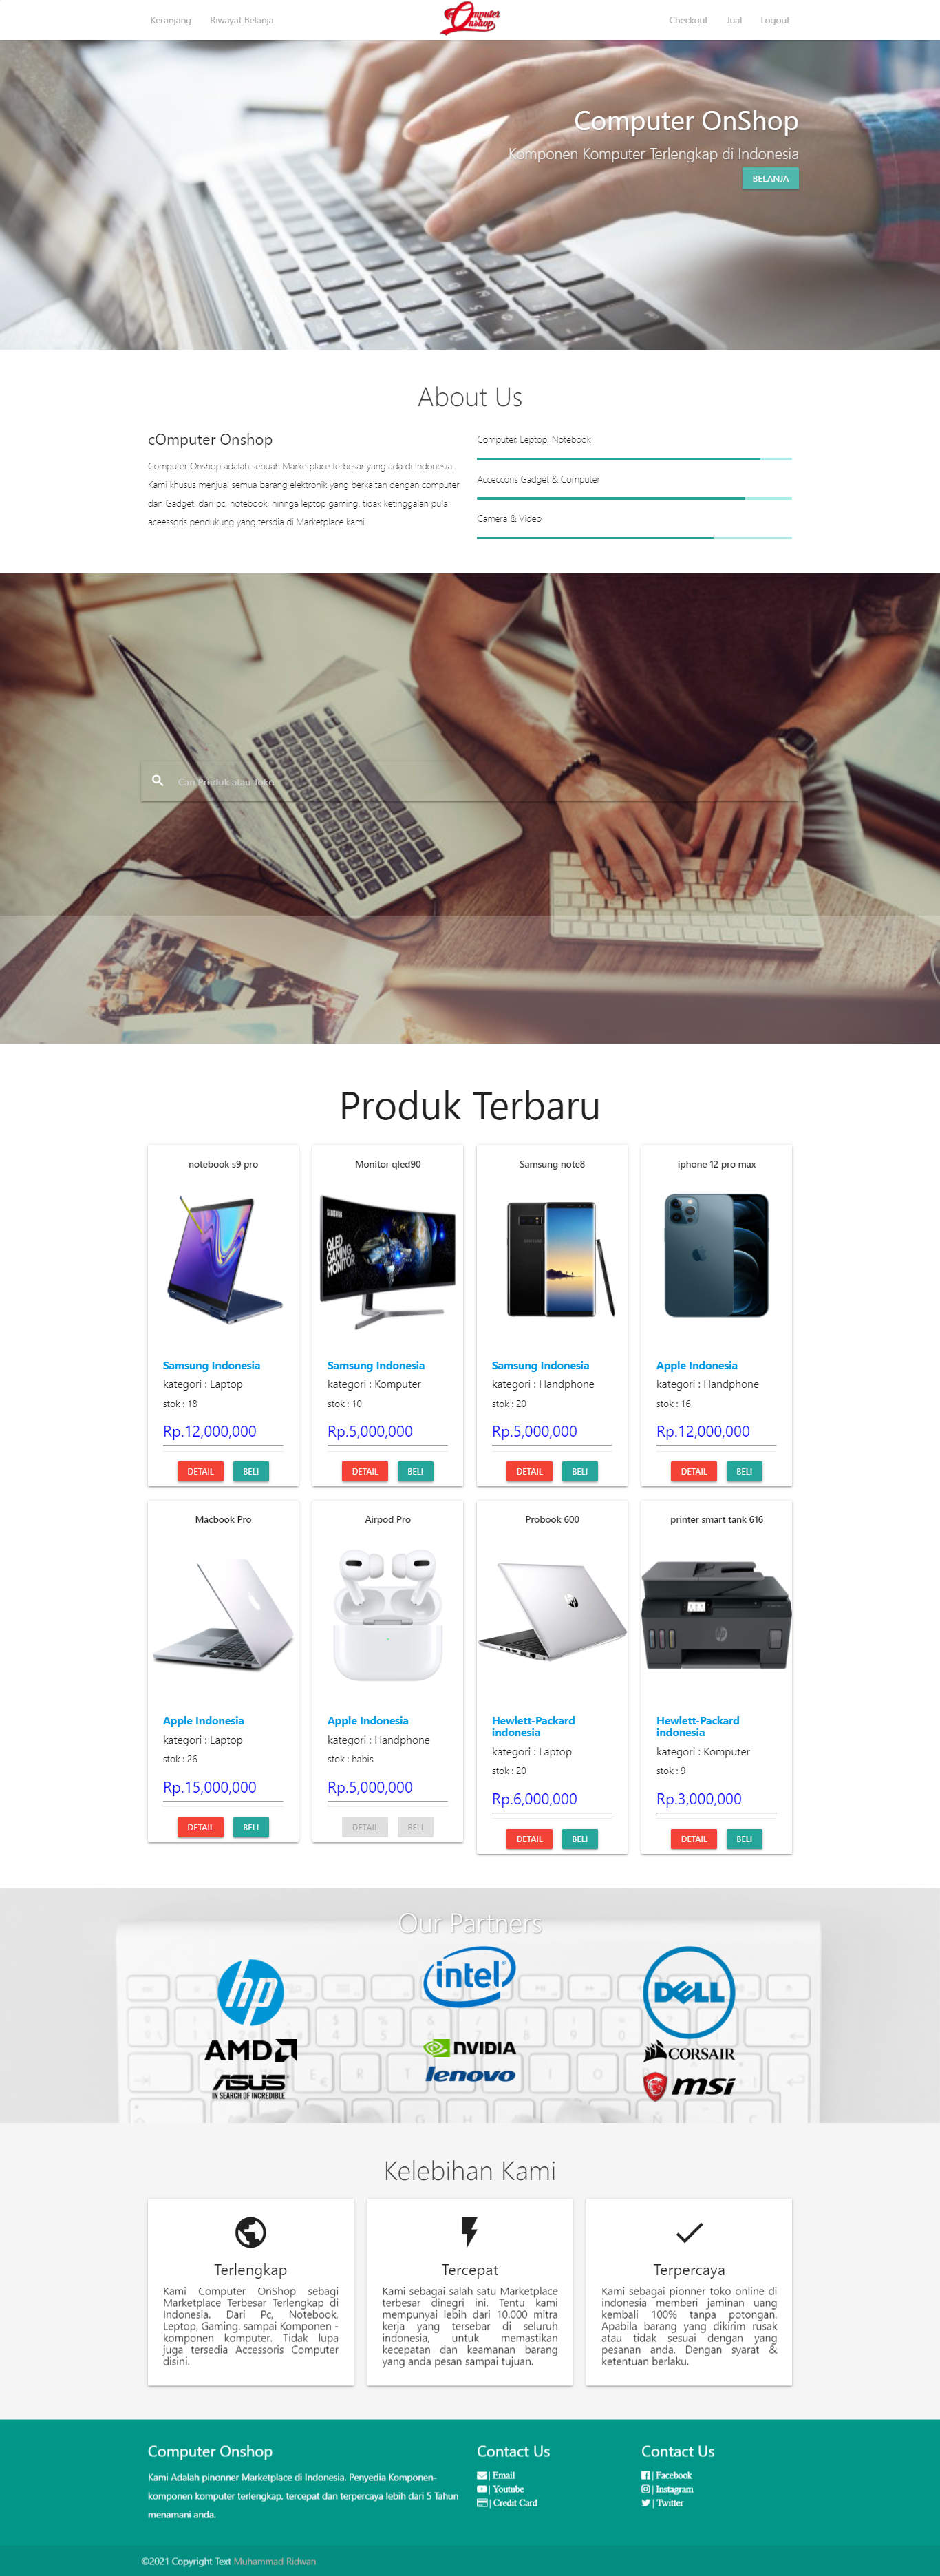 Keranjang Riwayat Belanja Computer Onshop Checkout Jual Logout
Computer OnShop
Komponen Komputer Terlengkap di Indonesia
BELANJA
About Us
cOmputer Onshop
Computer Onshop adalah sebuah Marketplace terbesar yang ada di Indonesia.
Kami khusus menjual semua barang elektronik yang berkaitan dengan computer
dan Gadget. dari pc, notebook, hinnga leptop gaming. tidak ketinggalan pula
aceessoris pendukung yang tersdia di Marketplace kami
Computer, Leptop, Notebook
Acceccoris Gadget & Computer
Camera & Video
Cari Produk atau Toko
Produk Terbaru
notebook s9 pro
Samsung Indonesia
kategori : Laptop
stok : 18
Rp.12,000,000
DETAIL BELI
Monitor qled90
SAMSUNG
QLED
GAMING
MONITOR
Samsung Indonesia
kategori : Komputer
stok : 10
Rp.5,000,000
DETAIL BELI
Samsung note8
SAMSUNG
Samsung Indonesia
kategori : Handphone
stok : 20
Rp.5,000,000
DETAIL BELI
iphone 12 pro max
Apple Indonesia
kategori : Handphone
stok : 16
Rp.12,000,000
DETAIL BELI
Macbook Pro
Apple Indonesia
kategori : Laptop
stok : 26
Rp.15,000,000
DETAIL BELI
Airpod Pro
Apple Indonesia
kategori : Handphone
stok : habis
Rp.5,000,000
DETAIL BELI
Probook 600
Hewlett-Packard
indonesia
kategori : Laptop
stok : 20
Rp.6,000,000
DETAIL BELI
printer smart tank 616
Hewlett-Packard
indonesia
kategori : Komputer
stok : 9
Rp.3,000,000
DETAIL BELI
Our Partners
hp
AMD
ASUS
IN SEARCH OF INCREDIBLE
intel
NVIDIA
lenovo
DELL
CORSAIR
msi
Kelebihan Kami
Terlengkap
Kami Computer OnShop sebagi
Marketplace Terbesar Terlengkap di
Indonesia. Dari Pc, Notebook,
Leptop, Gaming. sampai Komponen -
komponen komputer. Tidak lupa
juga tersedia Accessoris Computer
disini.
Tercepat
Kami sebagai salah satu Marketplace
terbesar dinegri ini. Tentu kami
mempunyai lebih dari 10.000 mitra
kerja yang tersebar di seluruh
indonesia, untuk memastikan
kecepatan dan keamanan barang
yang anda pesan sampai tujuan.
Terpercaya
Kami sebagai pionner toko online di
indonesia memberi jaminan uang
kembali 100% tanpa potongan.
Apabila barang yang dikirim rusak
atau tidak sesuai dengan yang
pesanan anda. Dengan syarat &
ketentuan berlaku.
Computer Onshop
Kami Adalah pinonner Marketplace di Indonesia. Penyedia Komponen-
komponen komputer terlengkap, tercepat dan terpercaya lebih dari 5 Tahun
menamani anda.
Contact Us
| Email
| Youtube
| Credit Card
Contact Us
| Facebook
| Instagram
| Twitter
©2021 Copyright Text Muhammad Ridwan